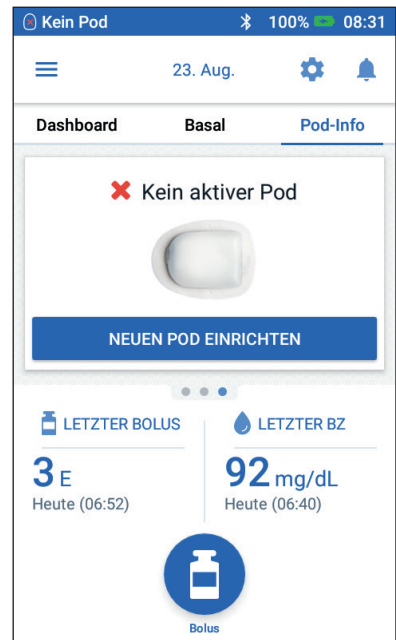 Kein Pod 100% 08:31
23. Aug.
Dashboard Basal Pod-Info
Kein aktiver Pod
NEUEN POD EINRICHTEN
LETZTER BOLUS LETZTER BZ
3 E 92 mg/dL
Heute (06:52) Heute (06:40)
Bolus